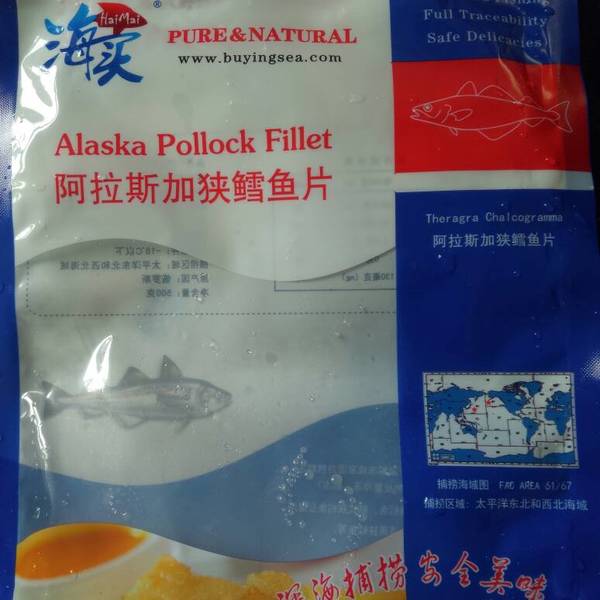 海买
HaiMai
®
PURE&NATURAL
www.buyingsea.com
Full Traceability
Safe Delicacies
Alaska Pollock Fillet
阿拉斯加狭鳕鱼片
Theragra Chalcogramma
阿拉斯加狭鳕鱼片
捕捞海域图 FAO AREA 61/67
捕捞区域: 太平洋东北和西北海域
深海捕捞 安全美味